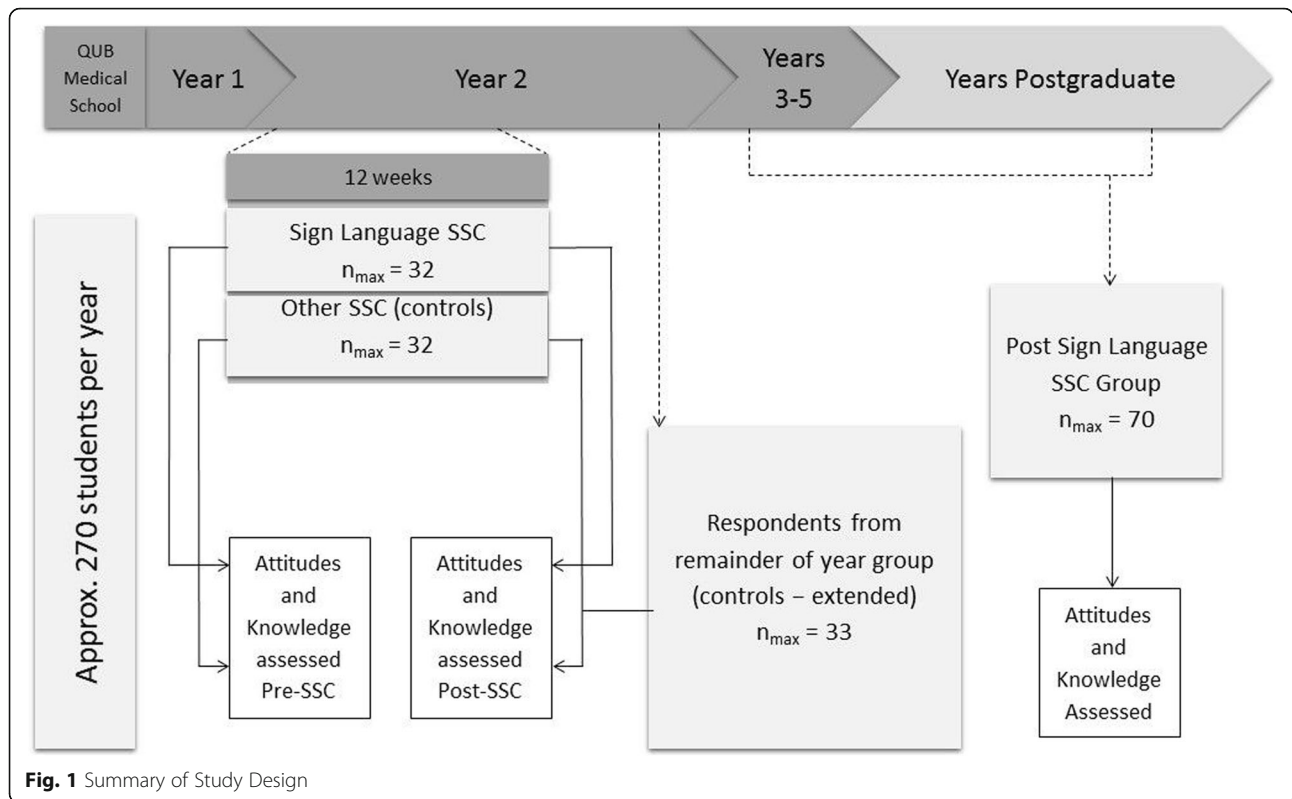 QUB
Medical
School
Year 1
Year 2
Years
3-5
Years Postgraduate
12 weeks
Sign Language SSC
nmax = 32
Other SSC (controls)
nmax = 32
Approx. 270 students per year
Attitudes
and
Knowledge
assessed
Pre-SSC
Attitudes
and
Knowledge
assessed
Post-SSC
Respondents from
remainder of year group
(controls – extended)
nmax = 33
Post Sign Language
SSC Group
nmax = 70
Attitudes
and
Knowledge
Assessed
Fig. 1 Summary of Study Design